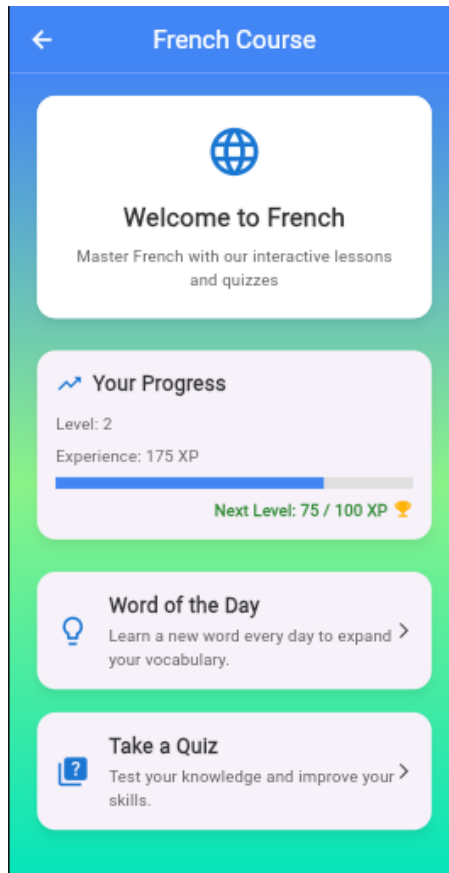 French Course
Welcome to French
Master French with our interactive lessons
and quizzes
Your Progress
Level: 2
Experience: 175 XP
Next Level: 75 / 100 XP
Word of the Day
Learn a new word every day to expand
your vocabulary.
Take a Quiz
Test your knowledge and improve your
skills.